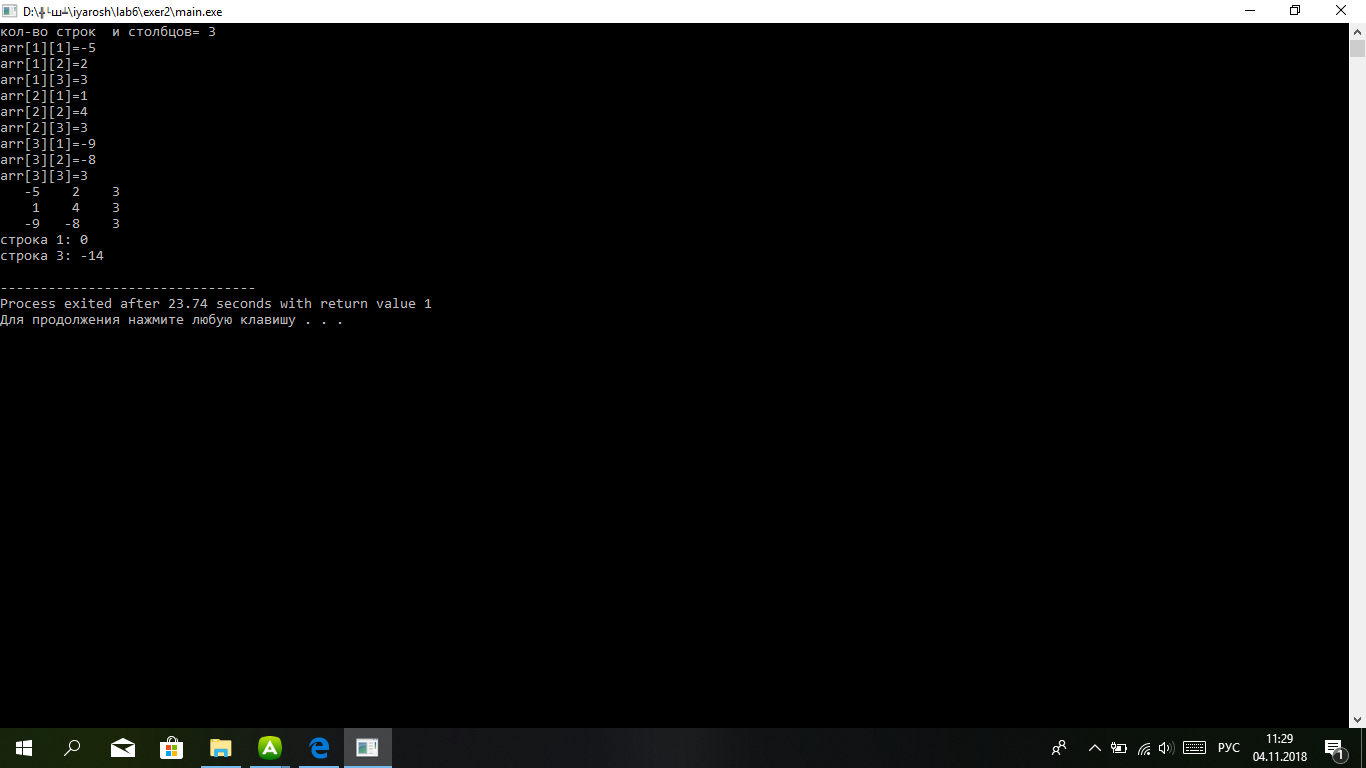 D:\╬└ш┴\iyarosh\lab6\exer2\main.exe
кол-во строк  и столбцов= 3
arr[1][1]=-5
arr[1][2]=2
arr[1][3]=3
arr[2][1]=1
arr[2][2]=4
arr[2][3]=3
arr[3][1]=-9
arr[3][2]=-8
arr[3][3]=3
   -5    2    3
    1    4    3
   -9   -8    3
строка 1: 0
строка 3: -14
--------------------------------
Process exited after 23.74 seconds with return value 1
Для продолжения нажмите любую клавишу . . .
РУС
11:29
04.11.2018
1